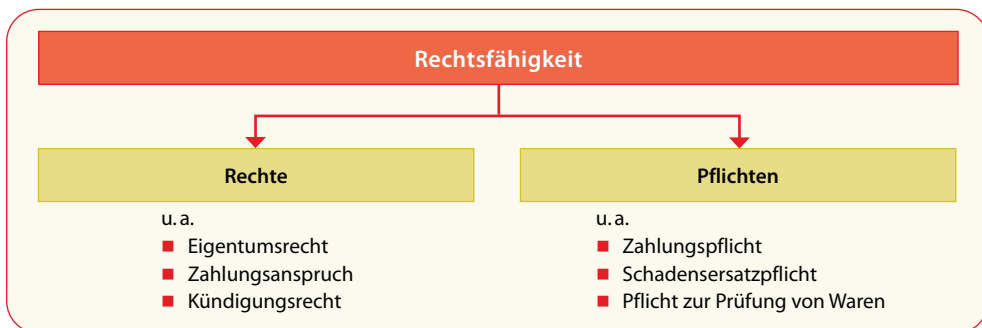 Rechtsfähigkeit
Rechte
u. a.
■ Eigentumsrecht
■ Zahlungsanspruch
■ Kündigungsrecht
Pflichten
u. a.
■ Zahlungspflicht
■ Schadensersatzpflicht
■ Pflicht zur Prüfung von Waren